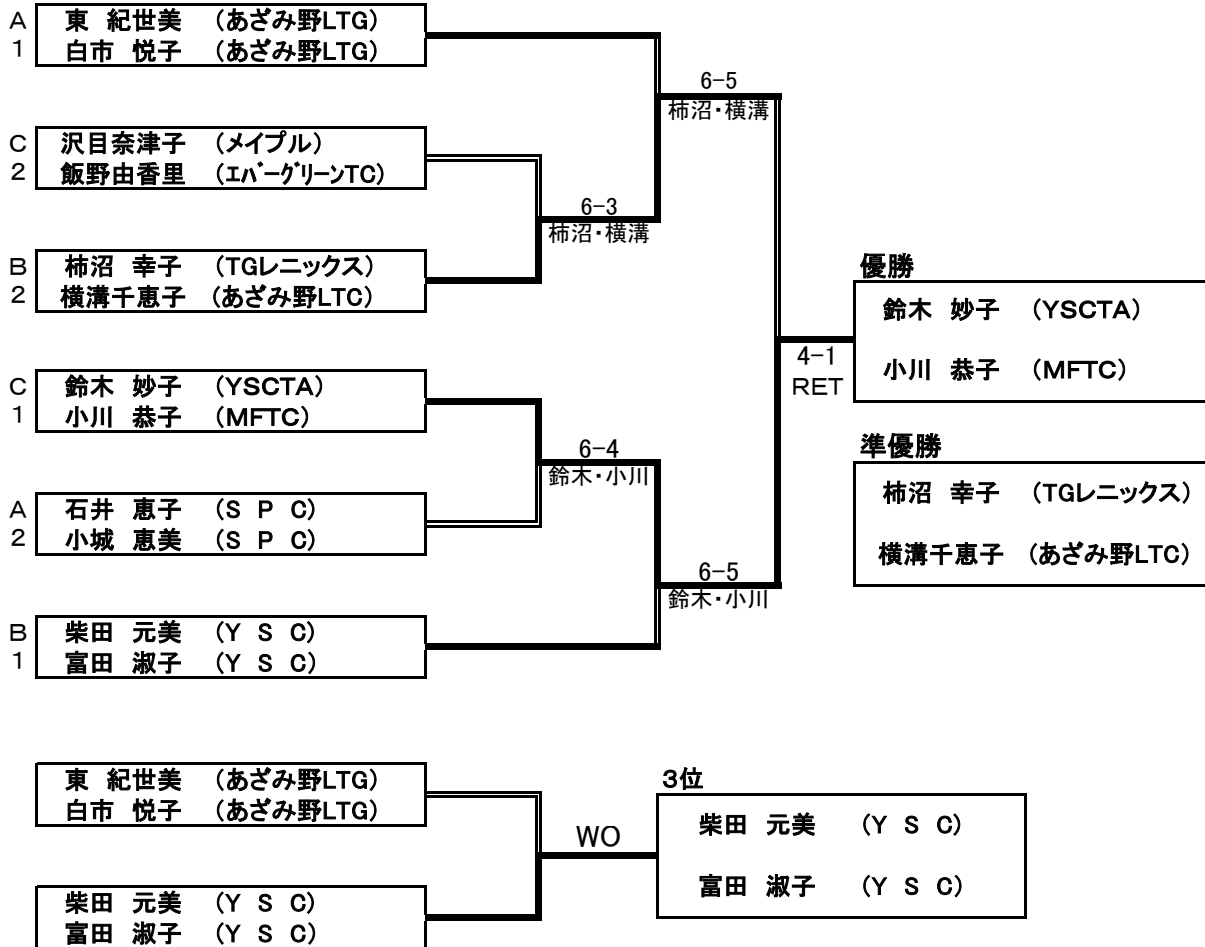 A 東 紀世美 (あざみ野LTG)
1 白市 悦子 (あざみ野LTG)
6-5
柿沼・横溝
C 沢目奈津子 (メイプル)
2 飯野由香里 (ｴﾊﾞｰｸﾞﾘｰﾝTC)
6-3
柿沼・横溝
B 柿沼 幸子 (TGレニックス)
2 横溝千恵子 (あざみ野LTC)
優勝
鈴木 妙子 (YSCTA)
小川 恭子 (MFTC)
4-1
RET
C 鈴木 妙子 (YSCTA)
1 小川 恭子 (MFTC)
6-4
鈴木・小川
準優勝
柿沼 幸子 (TGレニックス)
横溝千恵子 (あざみ野LTC)
A 石井 恵子 (S P C)
2 小城 恵美 (S P C)
6-5
鈴木・小川
B 柴田 元美 (Y S C)
1 富田 淑子 (Y S C)
東 紀世美 (あざみ野LTG)
白市 悦子 (あざみ野LTG)
WO
3位
柴田 元美 (Y S C)
富田 淑子 (Y S C)
柴田 元美 (Y S C)
富田 淑子 (Y S C)